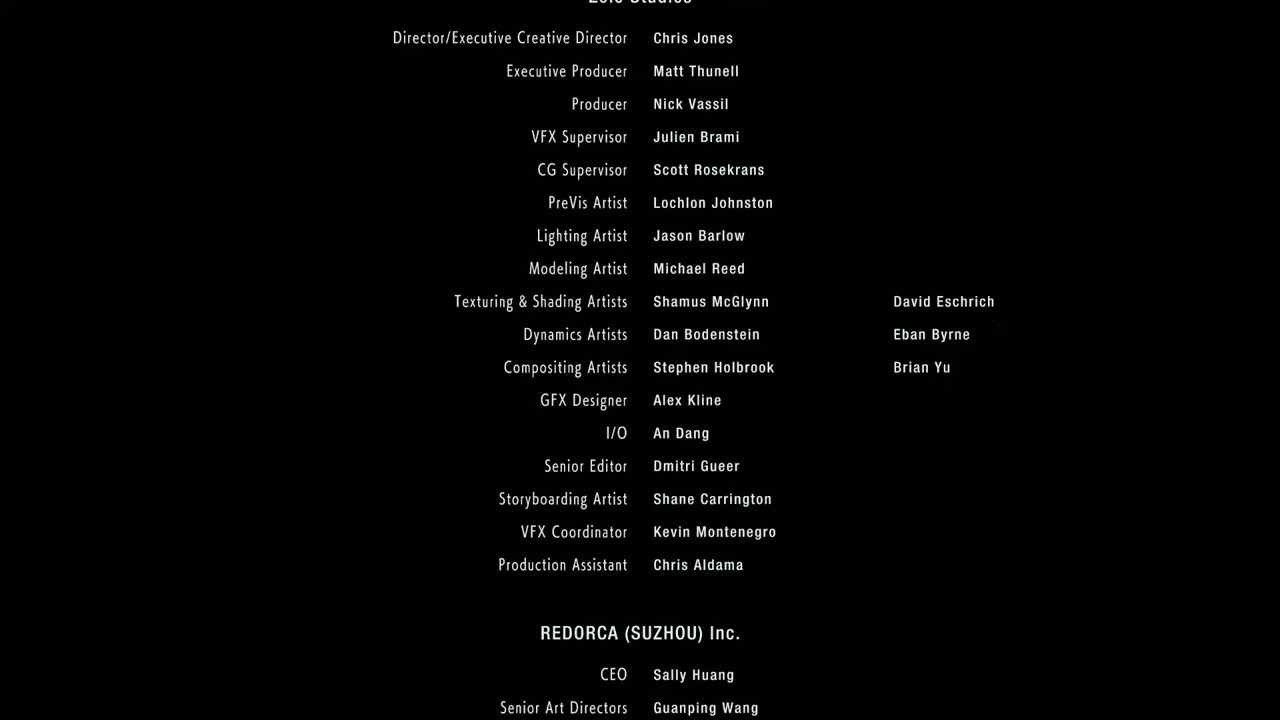 Studios
Director/Executive Creative Director Chris Jones
Executive Producer Matt Thunell
Producer Nick Vassil
VFX Supervisor Julien Brami
CG Supervisor Scott Rosekrans
PreVis Artist Lochlon Johnston
Lighting Artist Jason Barlow
Modeling Artist Michael Reed
Texturing & Shading Artists Shamus McGlynn David Eschrich
Dynamics Artists Dan Bodenstein Eban Byrne
Compositing Artists Stephen Holbrook Brian Yu
GFX Designer Alex Kline
I/O An Dang
Senior Editor Dmitri Gueer
Storyboarding Artist Shane Carrington
VFX Coordinator Kevin Montenegro
Production Assistant Chris Aldama
REDORCA (SUZHOU) Inc.
CEO Sally Huang
Senior Art Directors Guanping Wang